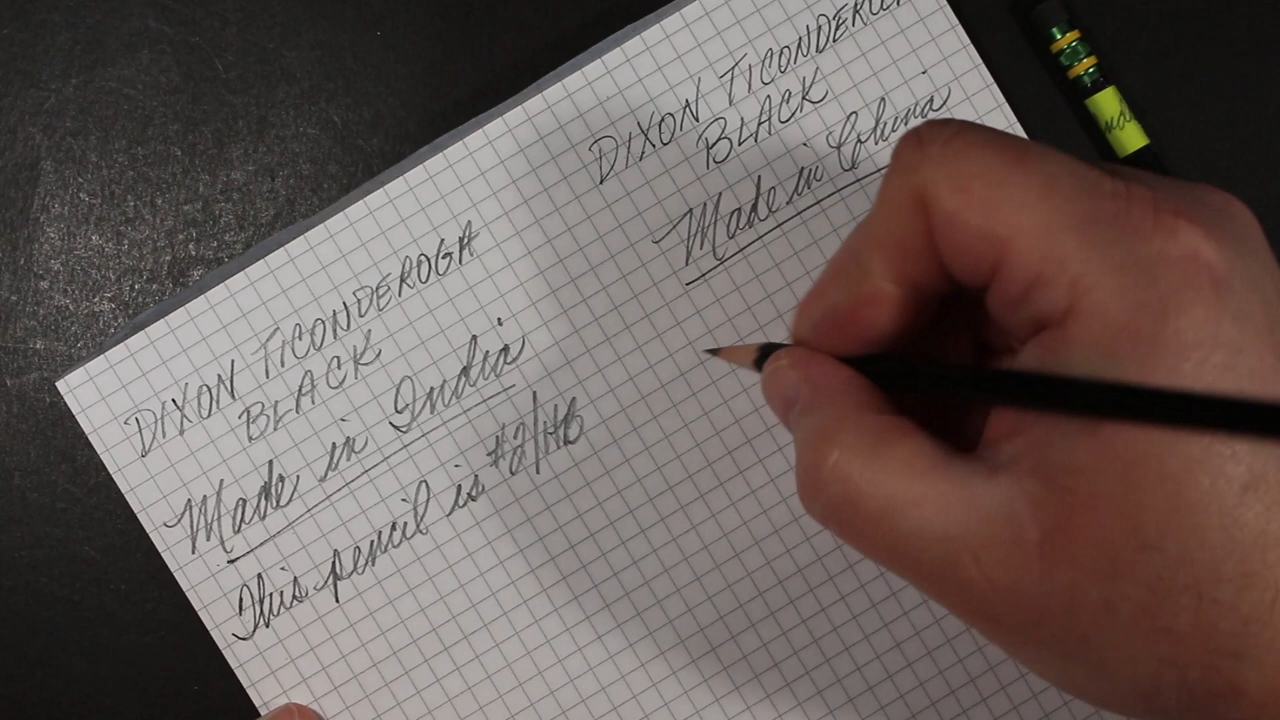 DIXON TICONDEROGA
BLACK
Made in India
This pencil is #2/HB
DIXON TICONDERO
BLACK
Made in China